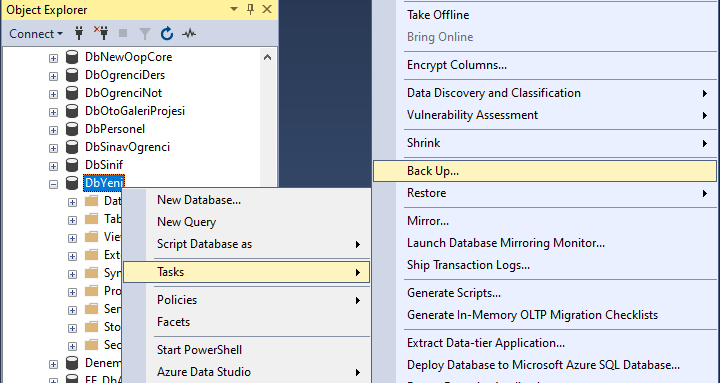 Object Explorer
Connect
DbNewOopCore
DbOgrenciDers
DbOgrenciNot
DbOtoGaleriProjesi
DbPersonel
DbSinavOgrenci
DbSinif
DbYeni
Dat
Tab
View
Exte
Syn
Pro
Ser
Sto
Sec
Denem
New Database...
New Query
Script Database as
Tasks
Policies
Facets
Start PowerShell
Azure Data Studio
Take Offline
Bring Online
Encrypt Columns...
Data Discovery and Classification
Vulnerability Assessment
Shrink
Back Up...
Restore
Mirror...
Launch Database Mirroring Monitor...
Ship Transaction Logs...
Generate Scripts...
Generate In-Memory OLTP Migration Checklists
Extract Data-tier Application...
Deploy Database to Microsoft Azure SQL Database...